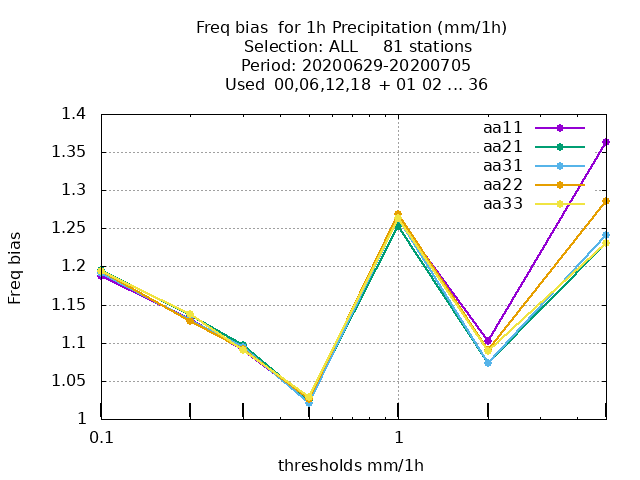 Freq bias  for 1h Precipitation (mm/1h)
Selection: ALL     81 stations
Period: 20200629-20200705
Used  00,06,12,18 + 01 02 ... 36
1.4
1.35
1.3
1.25
1.2
1.15
1.1
1.05
1
Freq bias
aa11
aa21
aa31
aa22
aa33
0.1
1
thresholds mm/1h